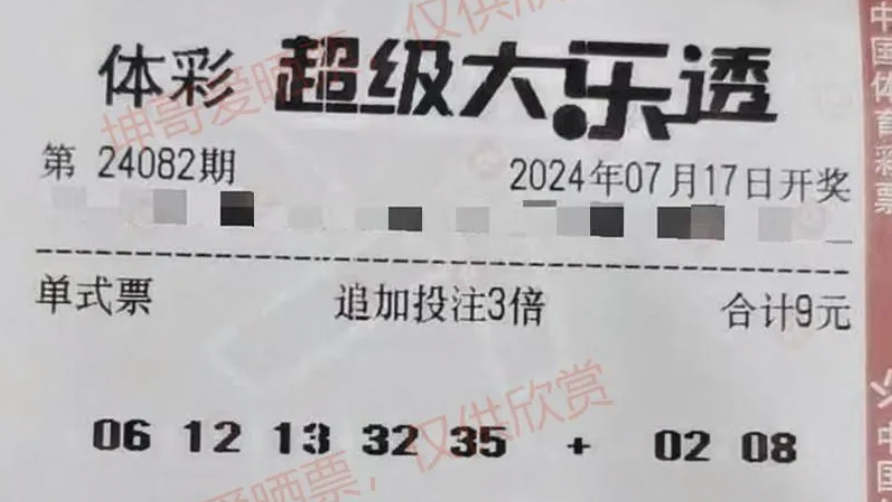 体彩 超级大乐透
第 24082期 2024年07月17日开奖
单式票 追加投注3倍 合计9元
06 12 13 32 35 + 02 08
坤哥爱晒票，仅供欣赏
坤哥爱晒票，仅供欣赏
中国体育彩票
中国